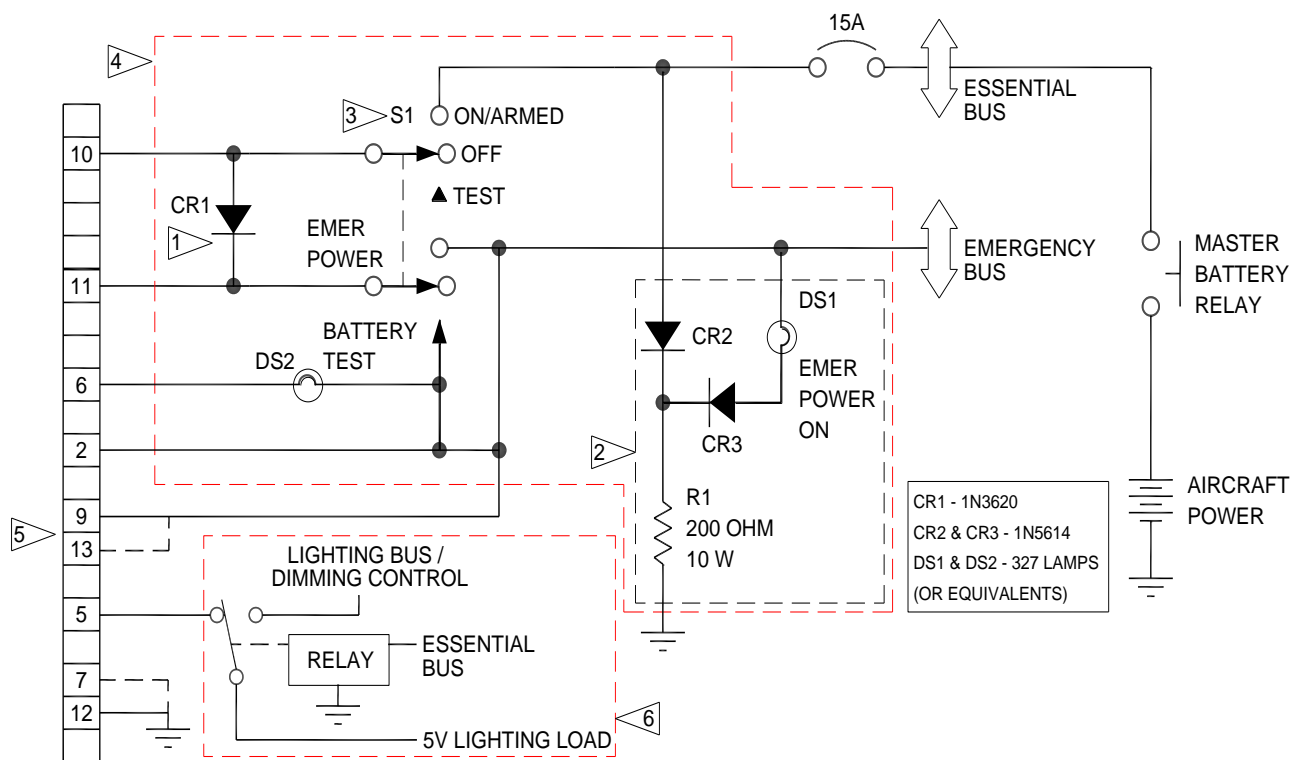 15A
4
ESSENTIAL
BUS
3
S1
ON/ARMED
10
OFF
TEST
CR1
1
EMER
POWER
EMERGENCY
BUS
MASTER
BATTERY
RELAY
11
DS1
BATTERY
TEST
CR2
DS2
EMER
POWER
ON
6
CR3
2
2
R1
200 OHM
10 W
AIRCRAFT
POWER
CR1 - 1N3620
CR2 & CR3 - 1N5614
DS1 & DS2 - 327 LAMPS
(OR EQUIVALENTS)
9
5
13
LIGHTING BUS /
DIMMING CONTROL
5
RELAY
ESSENTIAL
BUS
7
12
6
5V LIGHTING LOAD